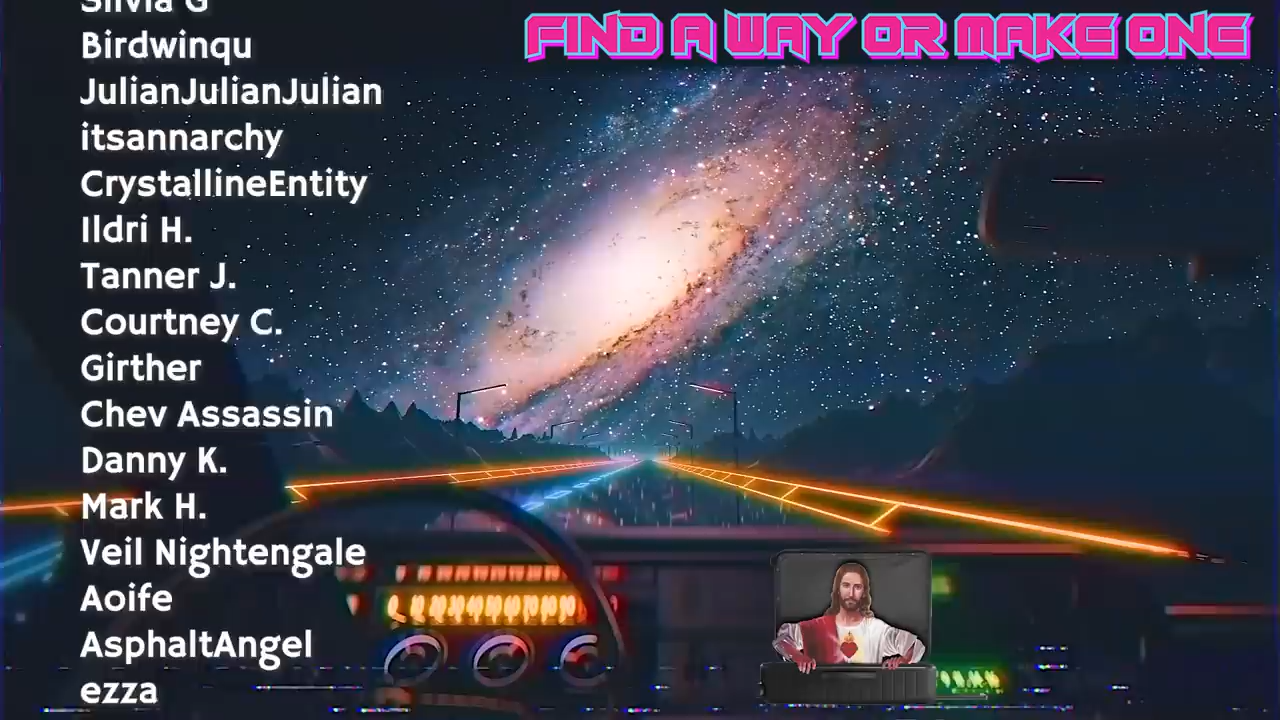 Silvia G
FIND A WAY OR MAKE ONE
Birdwinqu
JulianJulianJulian
itsannarchy
CrystallineEntity
Ildri H.
Tanner J.
Courtney C.
Girther
Chev Assassin
Danny K.
Mark H.
Veil Nightengale
Aoife
AsphaltAngel
ezza